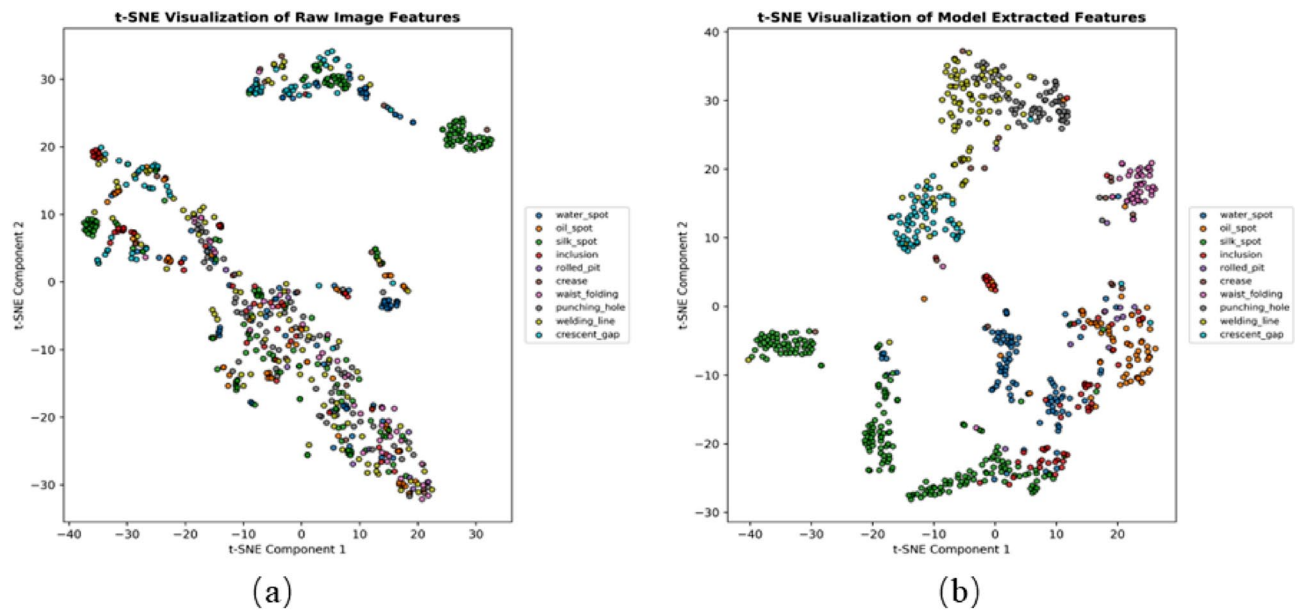 t-SNE Visualization of Raw Image Features
30
20
10
0
−10
−20
−30
t-SNE Component 2
−40
−30
−20
−10
0
10
20
30
t-SNE Component 1
water_spot
oil_spot
silk_spot
inclusion
rolled_pit
crease
waist_folding
punching_hole
welding_line
crescent_gap
(a)
t-SNE Visualization of Model Extracted Features
40
30
20
10
0
−10
−20
−30
t-SNE Component 2
−40
−30
−20
−10
0
10
20
t-SNE Component 1
water_spot
oil_spot
silk_spot
inclusion
rolled_pit
crease
waist_folding
punching_hole
welding_line
crescent_gap
(b)